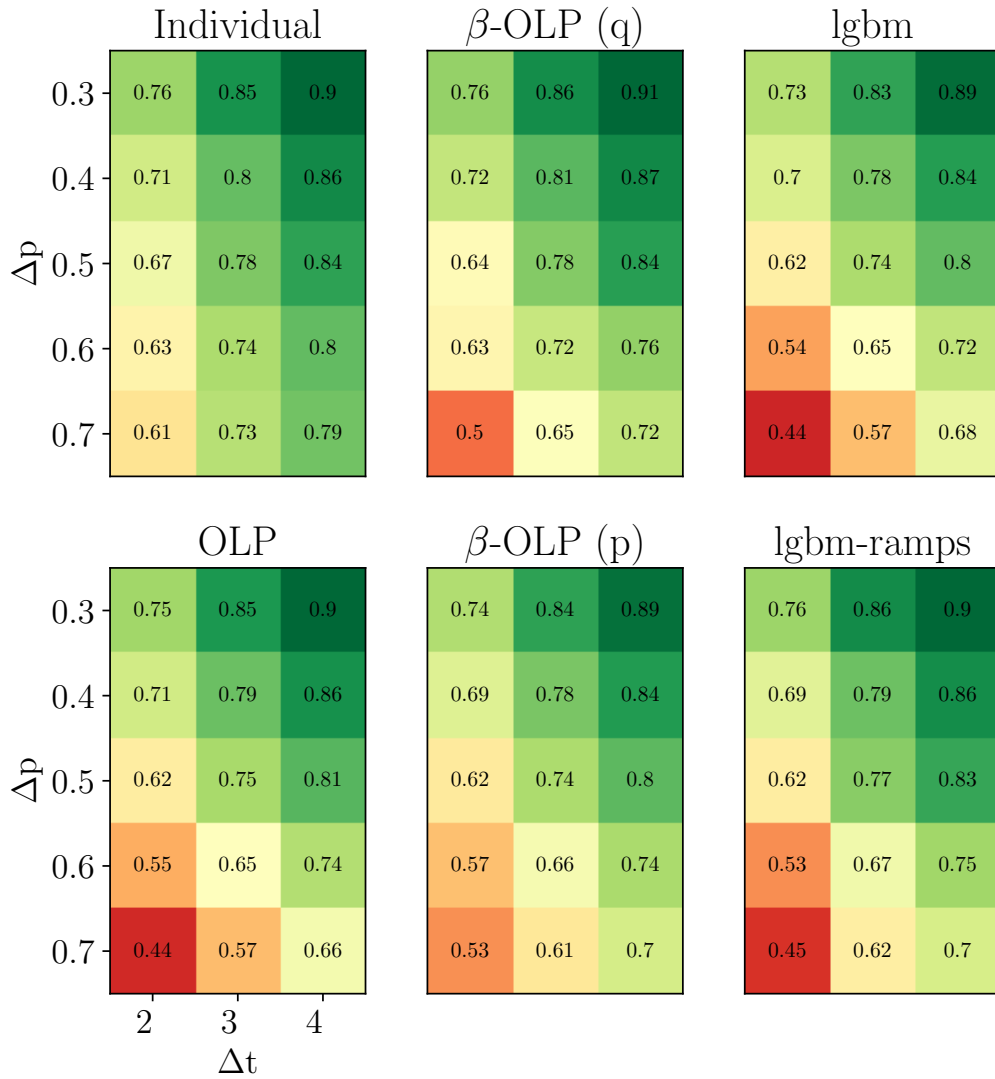 Individual
β-OLP (q)
lgbm
0.3 0.76 0.85 0.9 0.76 0.86 0.91 0.73 0.83 0.89
0.4 0.71 0.8 0.86 0.72 0.81 0.87 0.7 0.78 0.84
Δp
0.5 0.67 0.78 0.84 0.64 0.78 0.84 0.62 0.74 0.8
0.6 0.63 0.74 0.8 0.63 0.72 0.76 0.54 0.65 0.72
0.7 0.61 0.73 0.79 0.5 0.65 0.72 0.44 0.57 0.68
OLP
β-OLP (p)
lgbm-ramps
0.3 0.75 0.85 0.9 0.74 0.84 0.89 0.76 0.86 0.9
0.4 0.71 0.79 0.86 0.69 0.78 0.84 0.69 0.79 0.86
Δp
0.5 0.62 0.75 0.81 0.62 0.74 0.8 0.62 0.77 0.83
0.6 0.55 0.65 0.74 0.57 0.66 0.74 0.53 0.67 0.75
0.7 0.44 0.57 0.66 0.53 0.61 0.7 0.45 0.62 0.7
2 3 4
Δt